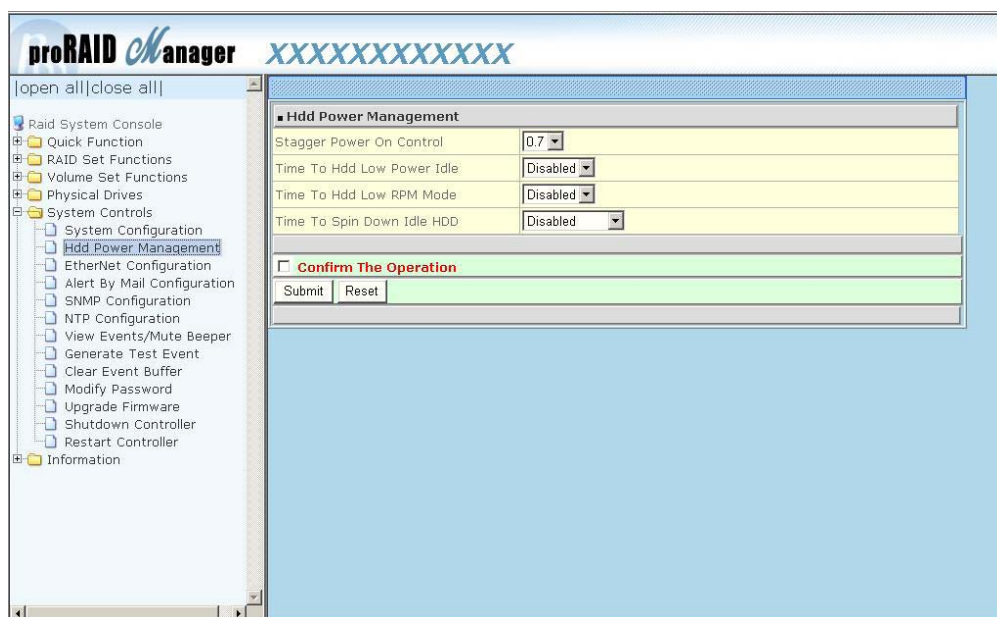 proRAID Manager XXXXXXXXXXXX
|open all|close all|
Raid System Console
Quick Function
RAID Set Functions
Volume Set Functions
Physical Drives
System Controls
System Configuration
Hdd Power Management
EtherNet Configuration
Alert By Mail Configuration
SNMP Configuration
NTP Configuration
View Events/Mute Beeper
Generate Test Event
Clear Event Buffer
Modify Password
Upgrade Firmware
Shutdown Controller
Restart Controller
Information
Hdd Power Management
Stagger Power On Control 0.7
Time To Hdd Low Power Idle Disabled
Time To Hdd Low RPM Mode Disabled
Time To Spin Down Idle HDD Disabled
Confirm The Operation
Submit Reset